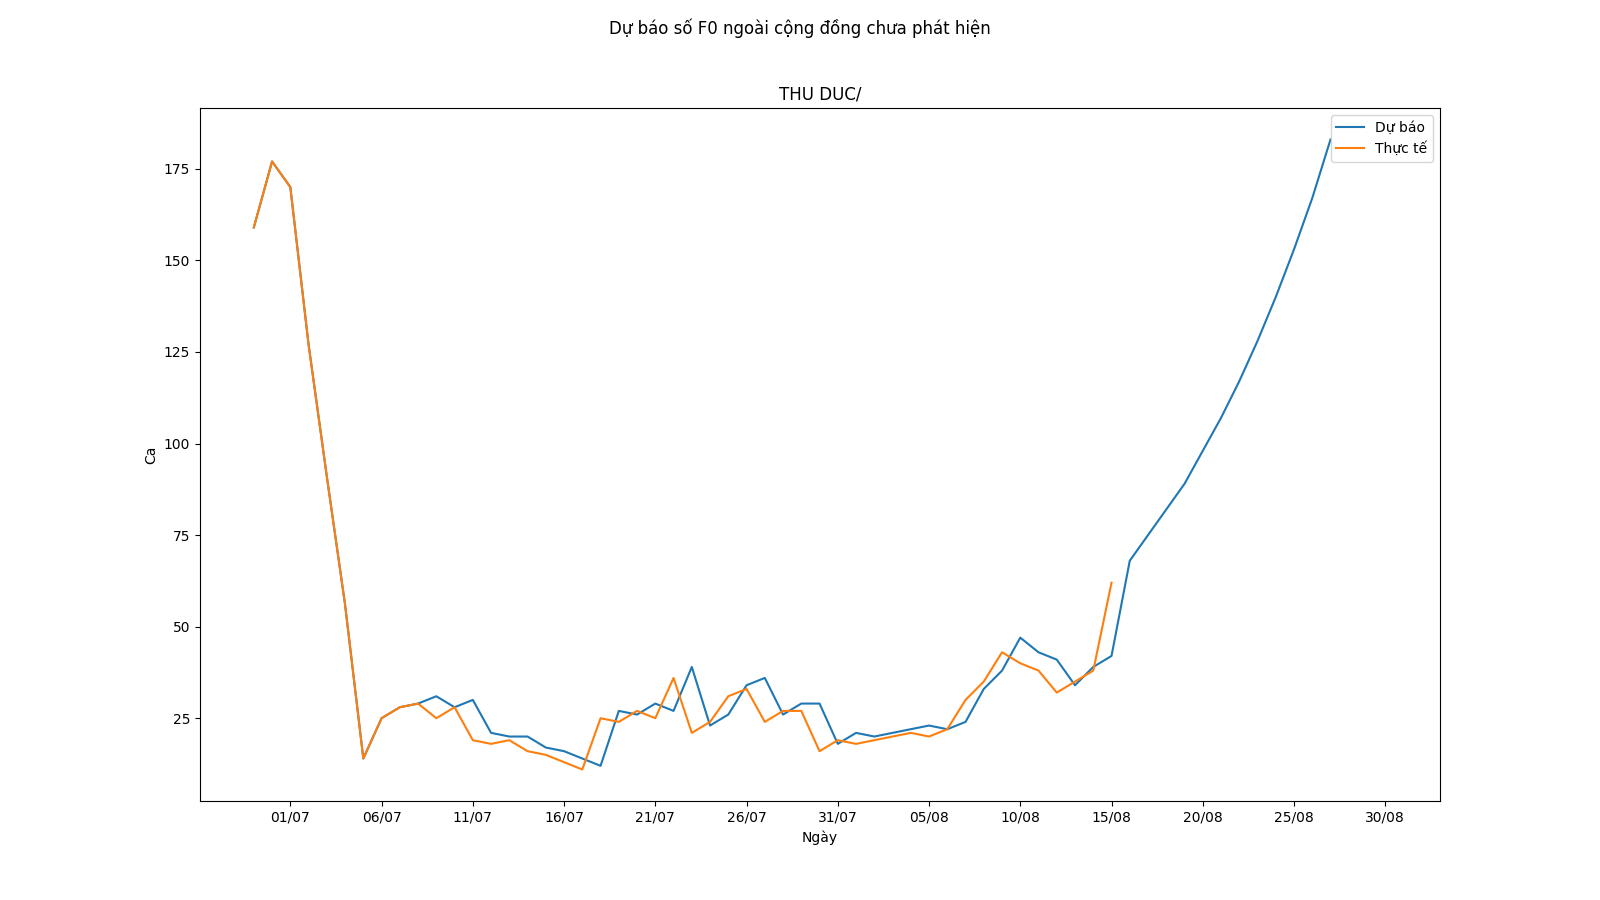 Dự báo số F0 ngoài cộng đồng chưa phát hiện
THU DUC/
Dự báo
Thực tế
175
150
125
100
75
50
25
Ca
01/07 06/07 11/07 16/07 21/07 26/07 31/07 05/08 10/08 15/08 20/08 25/08 30/08
Ngày